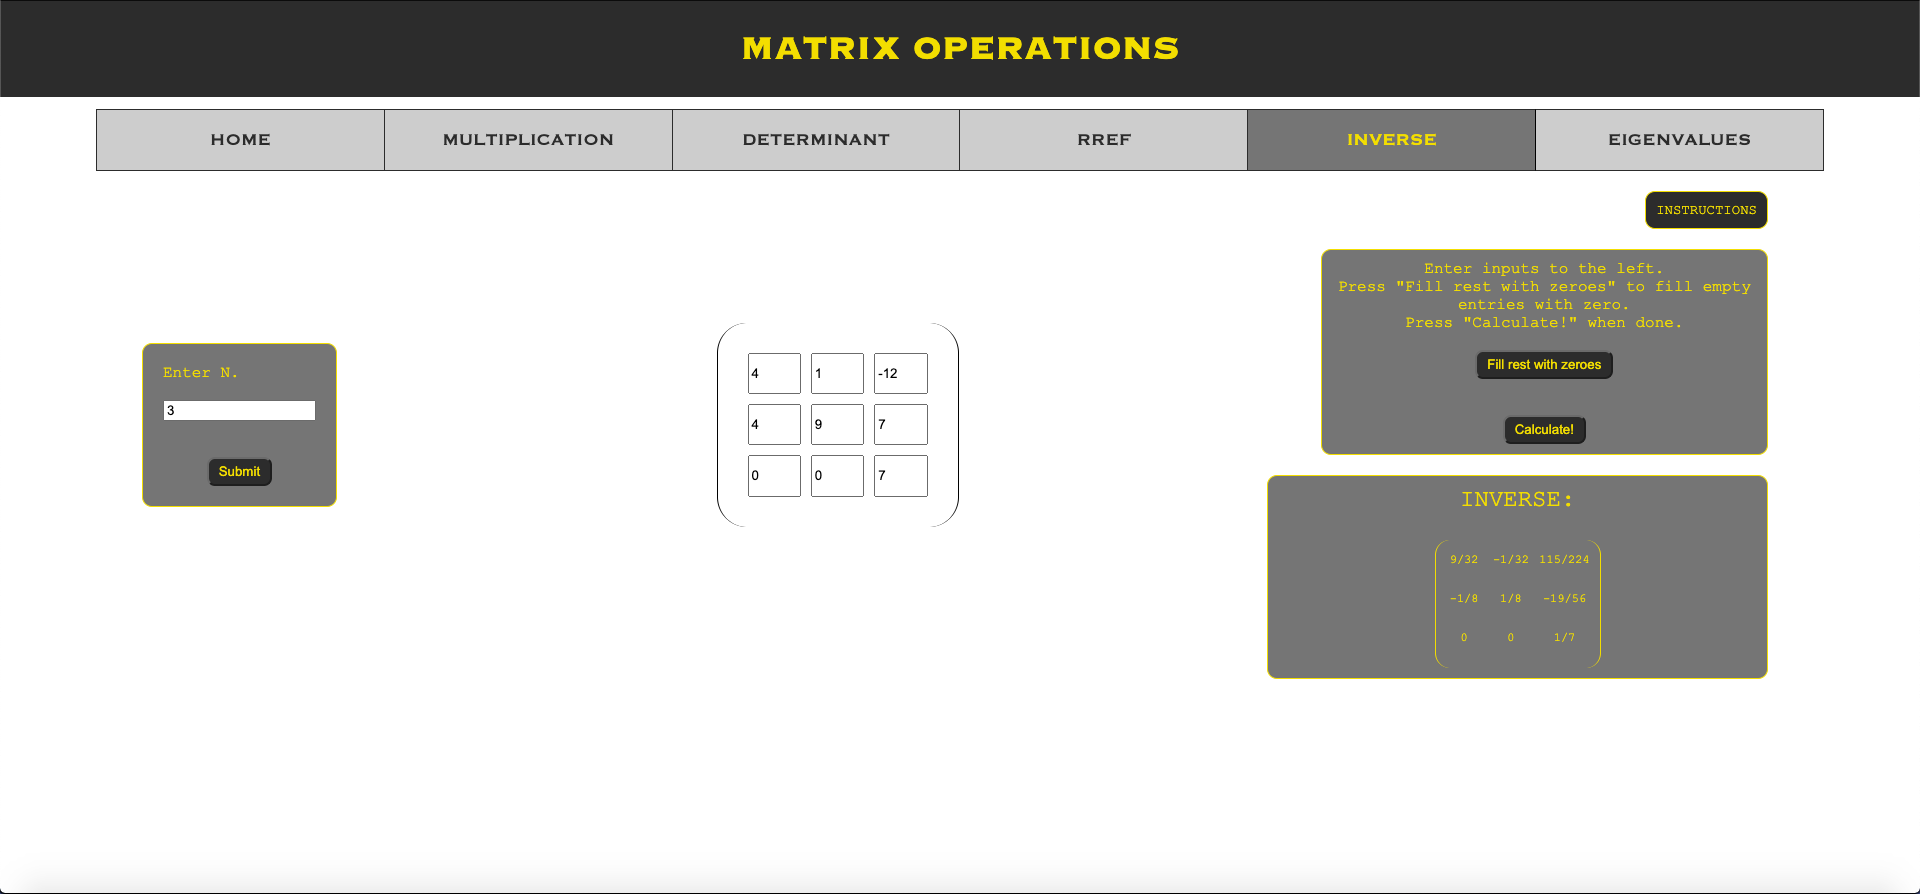 MATRIX OPERATIONS
HOME MULTIPLICATION DETERMINANT RREF INVERSE EIGENVALUES
INSTRUCTIONS
Enter inputs to the left.
Press "Fill rest with zeroes" to fill empty
entries with zero.
Press "Calculate!" when done.
Fill rest with zeroes
Calculate!
Enter N.
3
Submit
4 1 -12
4 9 7
0 0 7
INVERSE:
9/32 -1/32 115/224
-1/8 1/8 -19/56
0 0 1/7